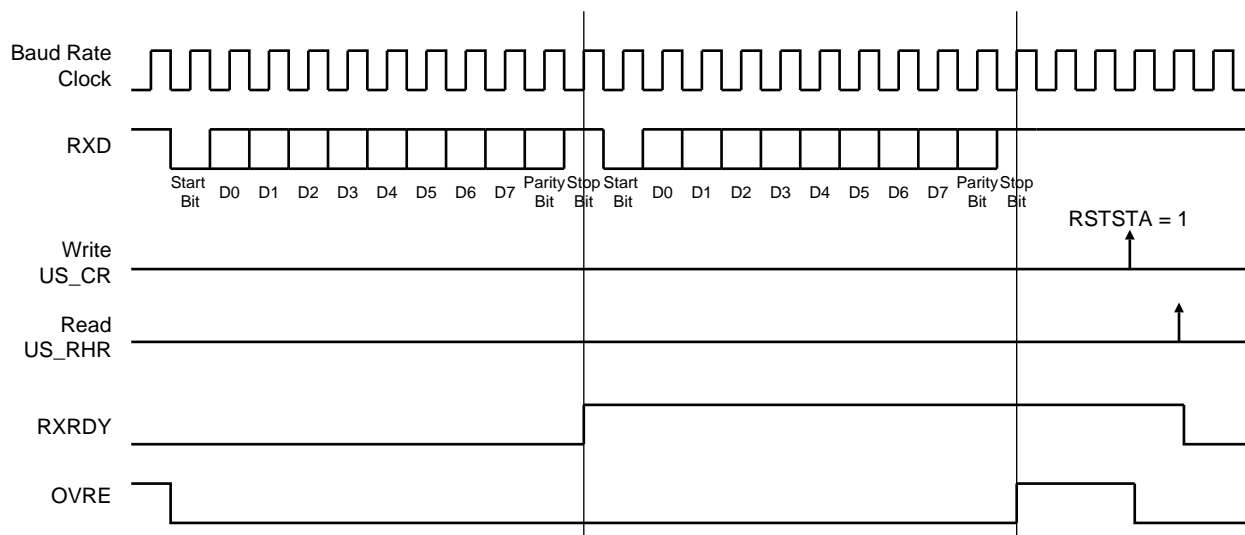 Baud Rate
Clock
RXD
Start
Bit
D0 D1 D2 D3 D4 D5 D6 D7
Parity
Bit
Stop
Bit
Start
Bit
D0 D1 D2 D3 D4 D5 D6 D7
Parity
Bit
Stop
Bit
RSTSTA = 1
Write
US_CR
Read
US_RHR
RXRDY
OVRE